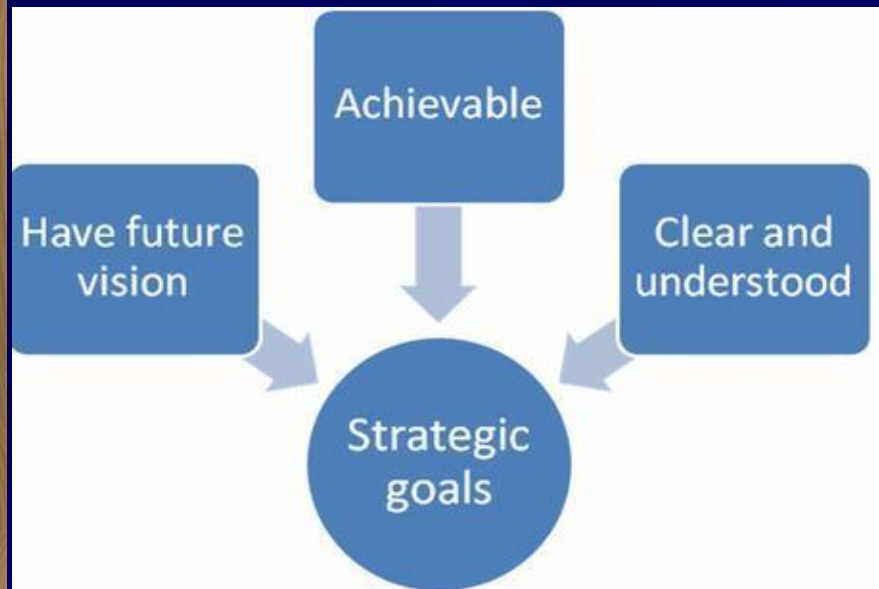 Achievable
Have future
vision
Clear and
understood
Strategic
goals